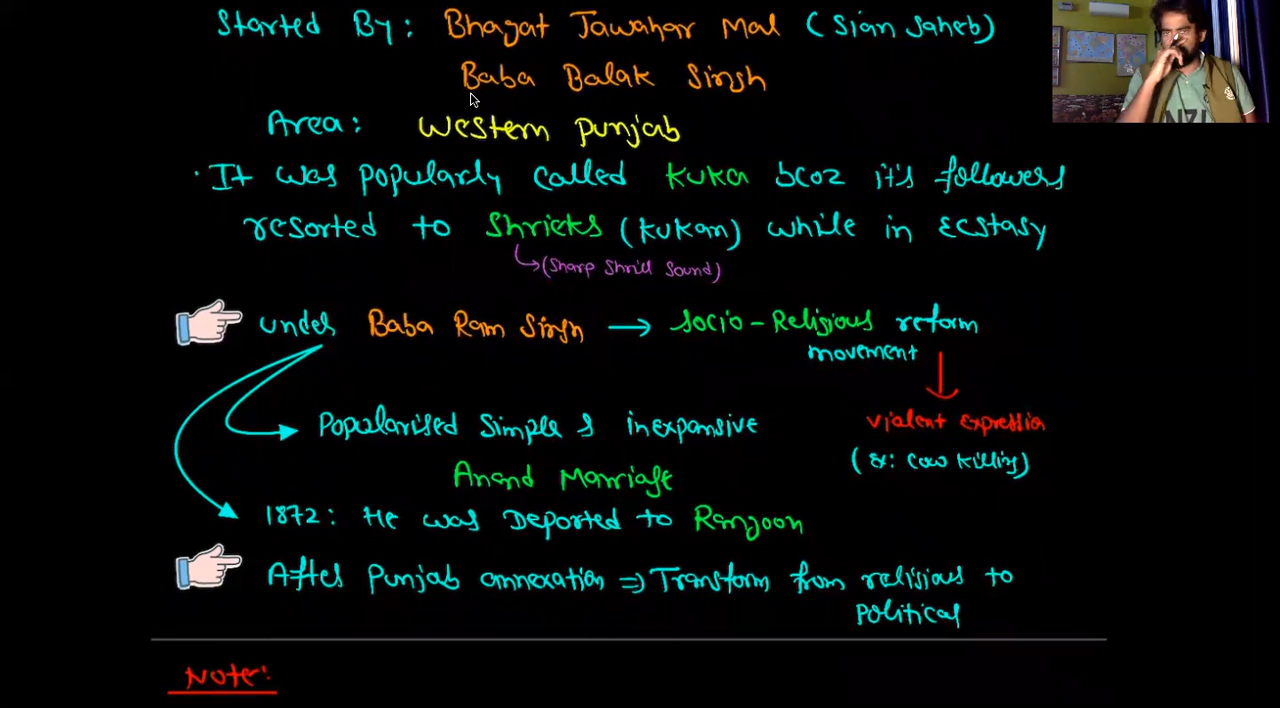 Started By: Bhagat Jawahar Mal (Sian Saheb)
Baba Balak Singh
Area: Western Punjab
· It was popularly called Kuka bcoz it's followers
resorted to Shrieks (kukan) while in Ecstasy
(Sharp Shrill Sound)
under Baba Ram Singh → Socio-Religious reform
movement
Popularised Simple & inexpansive
violent expression
Anand Marriage
(Ex: Cow killing)
1872: He was Deported to Rangoon
After Punjab annexation ⇒ Transform from religious to
Political
Note: